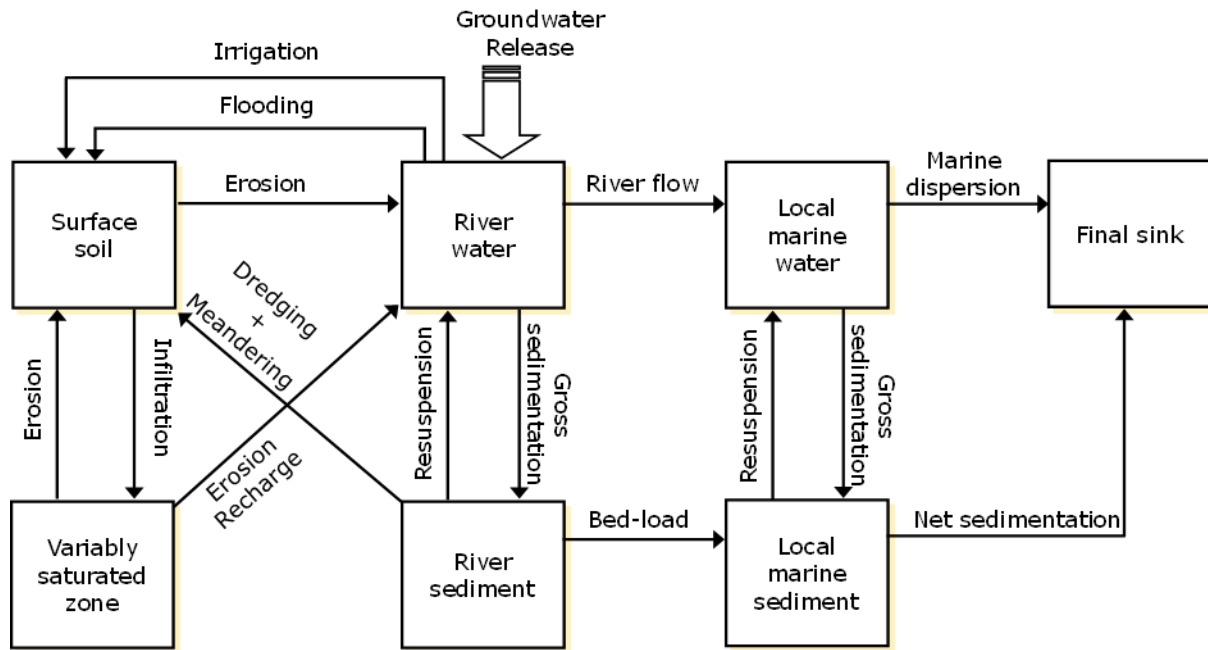 Groundwater
Release
Irrigation
Flooding
Surface
soil
Erosion
River
water
River flow
Local
marine
water
Marine
dispersion
Final sink
Dredging
+
Meandering
Erosion
Infiltration
Erosion
Recharge
Resuspension
Gross
sedimentation
Resuspension
Gross
sedimentation
Variably
saturated
zone
River
sediment
Bed-load
Local
marine
sediment
Net sedimentation